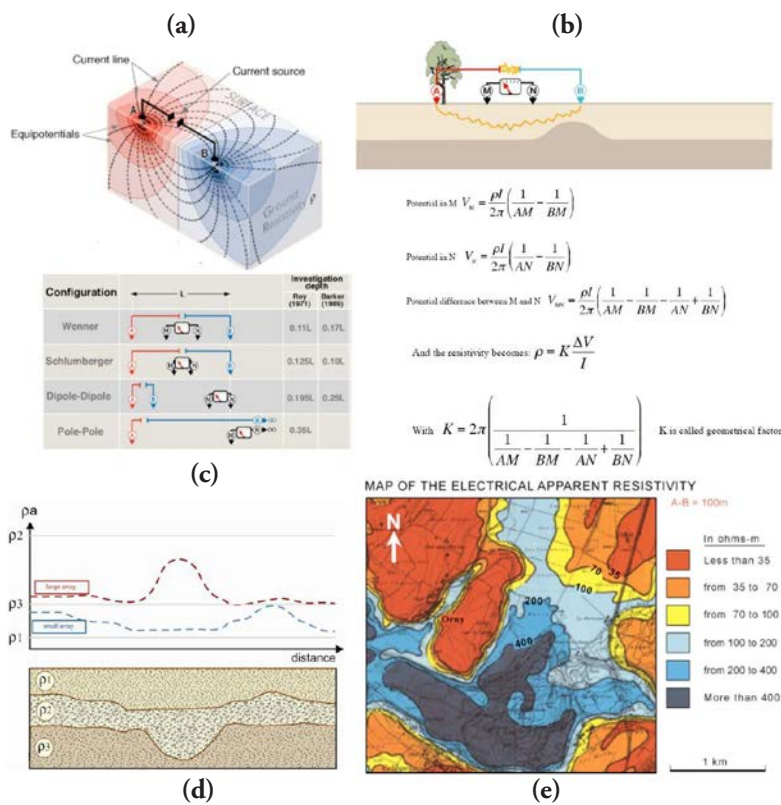 (a)
Current line
Current source
SURFACE
A
B
Equipotentials
Ground
Resistivity ρ
(b)
A M N B
Potential in M V_M = ρI/2π (1/AM − 1/BM)
Potential in N V_N = ρI/2π (1/AN − 1/BN)
Potential difference between M and N V_MN = ρI/2π (1/AM − 1/BM − 1/AN + 1/BN)
And the resistivity becomes: ρ = K ΔV/I
With K = 2π (1/(1/AM − 1/BM − 1/AN + 1/BN)) K is called geometrical factor
Configuration
L
Investigation
depth
Roy
(1971)
Barker
(1989)
Wenner
0.11L 0.17L
Schlumberger
0.125L 0.19L
Dipole-Dipole
0.195L 0.25L
Pole-Pole
0.35L
(c)
ρa
ρ2
large array
ρ3
small array
ρ1
distance
ρ1
ρ2
ρ3
(d)
MAP OF THE ELECTRICAL APPARENT RESISTIVITY
A-B = 100m
N
Orny
70
35
100
200
400
In ohms-m
Less than 35
from 35 to 70
from 70 to 100
from 100 to 200
from 200 to 400
More than 400
1 km
(e)